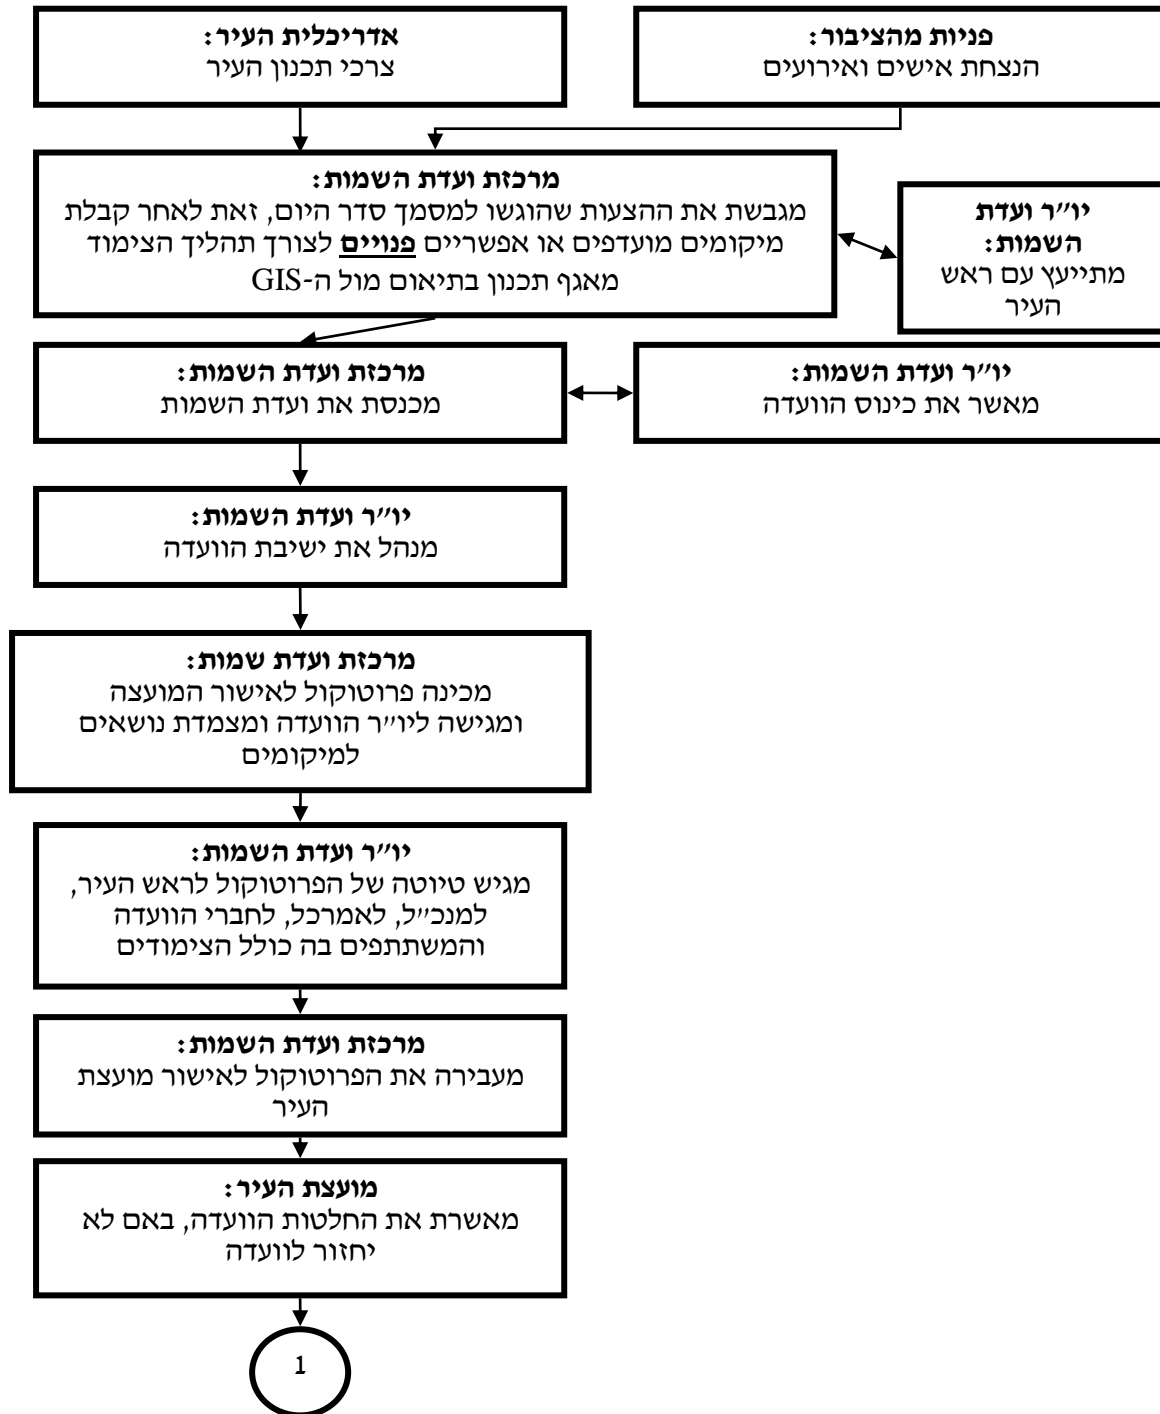 פניות מהציבור:
הנצחת אישים ואירועים
אדריכלית העיר:
צרכי תכנון העיר
מרכזת ועדת השמות:
מגבשת את ההצעות שהוגשו למסמך סדר היום, זאת לאחר קבלת
מיקומים מועדפים או אפשריים פנויים לצורך תהליך הצימוד
מאגף תכנון בתיאום מול ה-GIS
יו״ר ועדת
השמות:
מתייעץ עם ראש
העיר
יו״ר ועדת השמות:
מאשר את כינוס הוועדה
מרכזת ועדת השמות:
מכנסת את ועדת השמות
יו״ר ועדת השמות:
מנהל את ישיבת הוועדה
מרכזת ועדת שמות:
מכינה פרוטוקול לאישור המועצה
ומגישה ליו״ר הוועדה ומצמדת נושאים
למיקומים
יו״ר ועדת השמות:
מגיש טיוטה של הפרוטוקול לראש העיר,
למנכ״ל, לאמרכל, לחברי הוועדה
והמשתתפים בה כולל הצימודים
מרכזת ועדת השמות:
מעבירה את הפרוטוקול לאישור מועצת
העיר
מועצת העיר:
מאשרת את החלטות הוועדה, באם לא
יחזור לוועדה
1